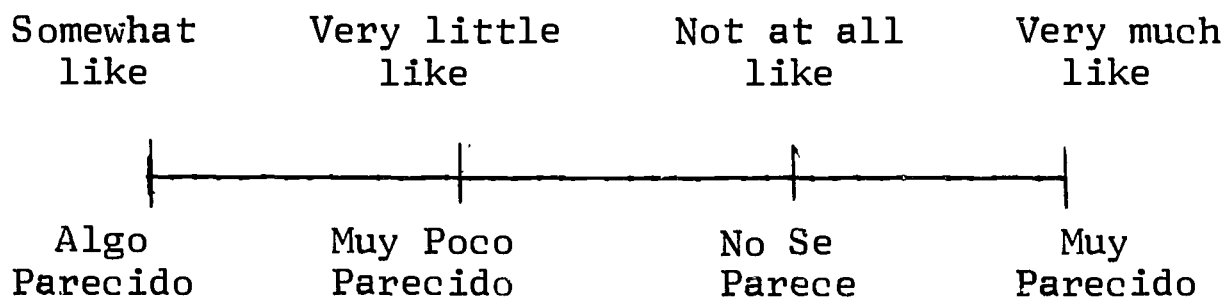 Somewhat like
Very little like
Not at all like
Very much like
Algo Parecido
Muy Poco Parecido
No Se Parece
Muy Parecido